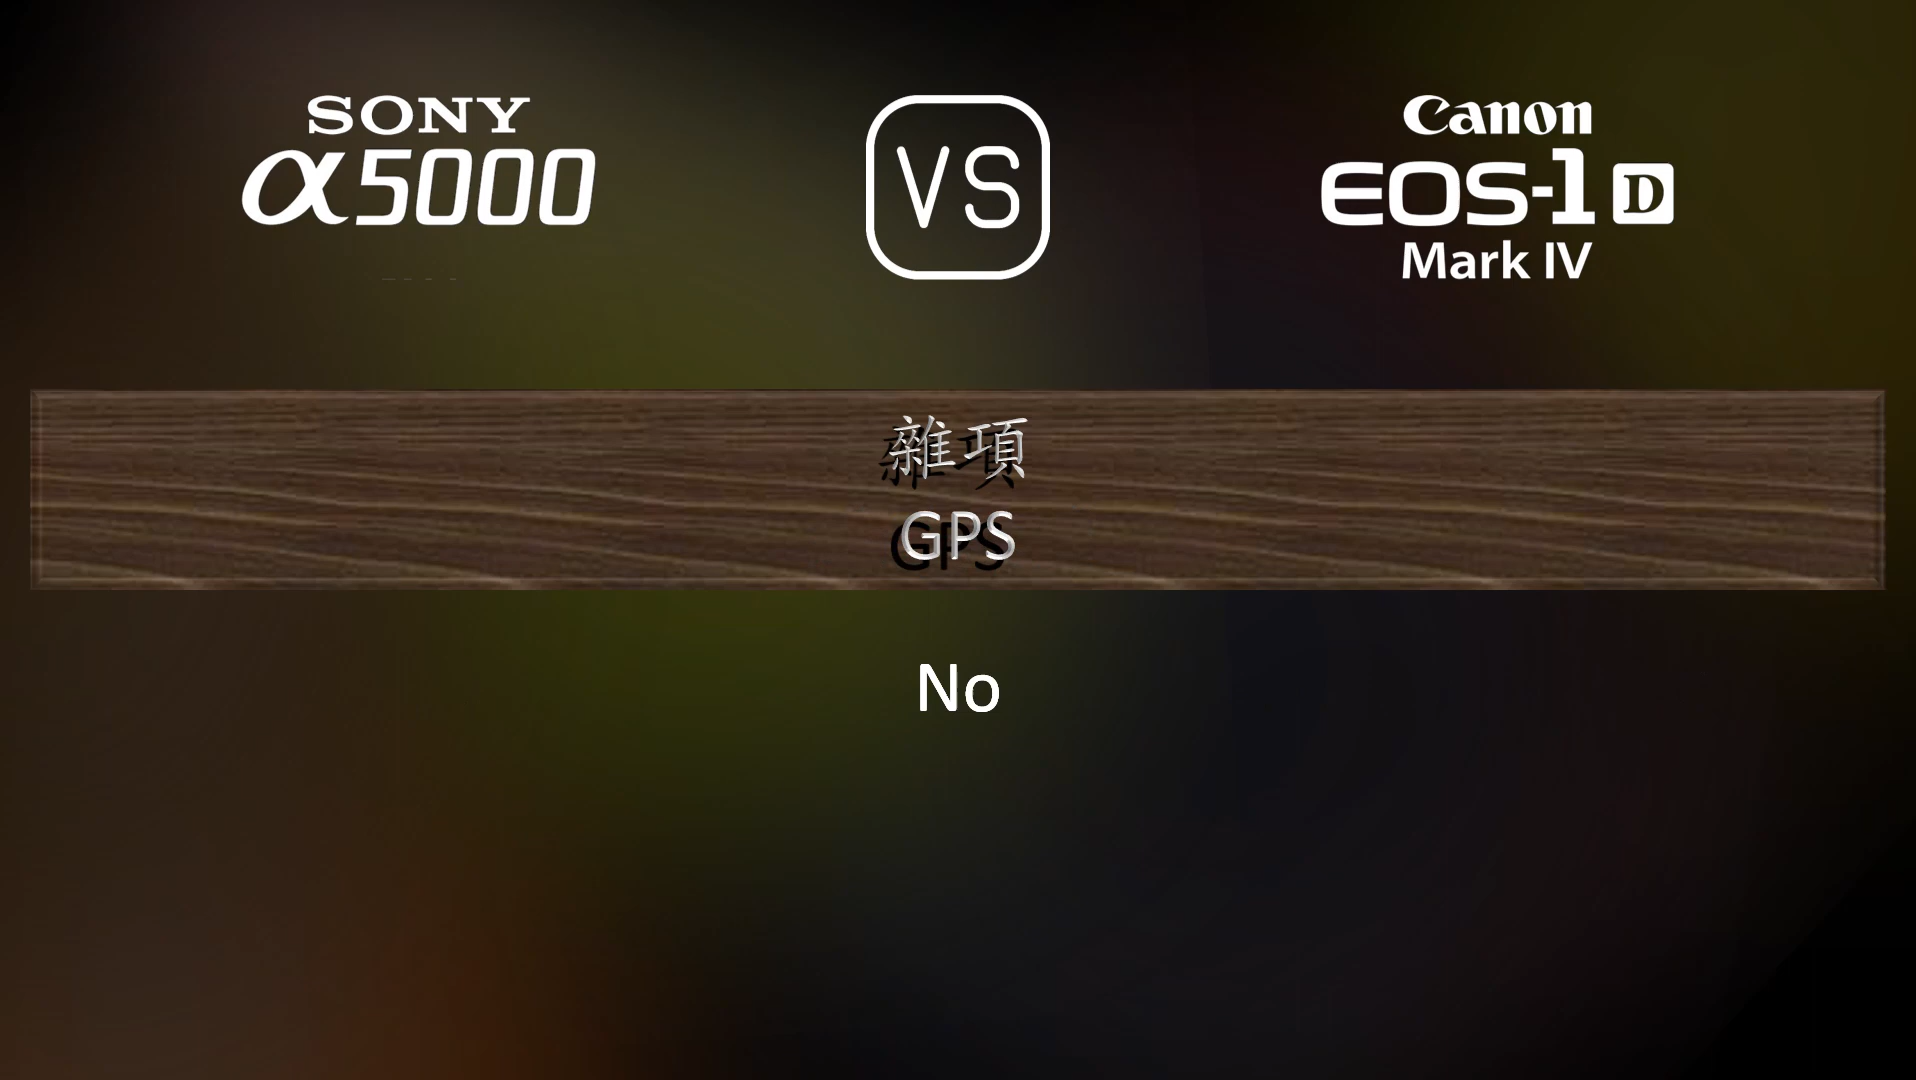 SONY
α5000
VS
Canon
EOS-1D
Mark IV
雜項
GPS
No